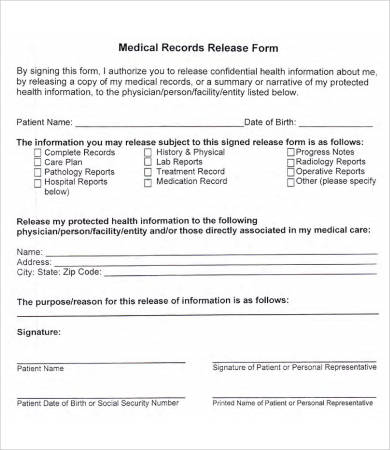 Medical Records Release Form
By signing this form, I authorize you to release confidential health information about me,
by releasing a copy of my medical records, or a summary or narrative of my protected
health information, to the physician/person/facility/entity listed below.
Patient Name: Date of Birth:
The information you may release subject to this signed release form is as follows:
Complete Records History & Physical Progress Notes
Care Plan Lab Reports Radiology Reports
Pathology Reports Treatment Record Operative Reports
Hospital Reports Medication Record Other (please specify
below)
Release my protected health information to the following
physician/person/facility/entity and/or those directly associated in my medical care:
Name:
Address:
City: State: Zip Code:
The purpose/reason for this release of information is as follows:
Signature:
Patient Name Signature of Patient or Personal Representative
Patient Date of Birth or Social Security Number Printed Name of Patient or Personal Representative